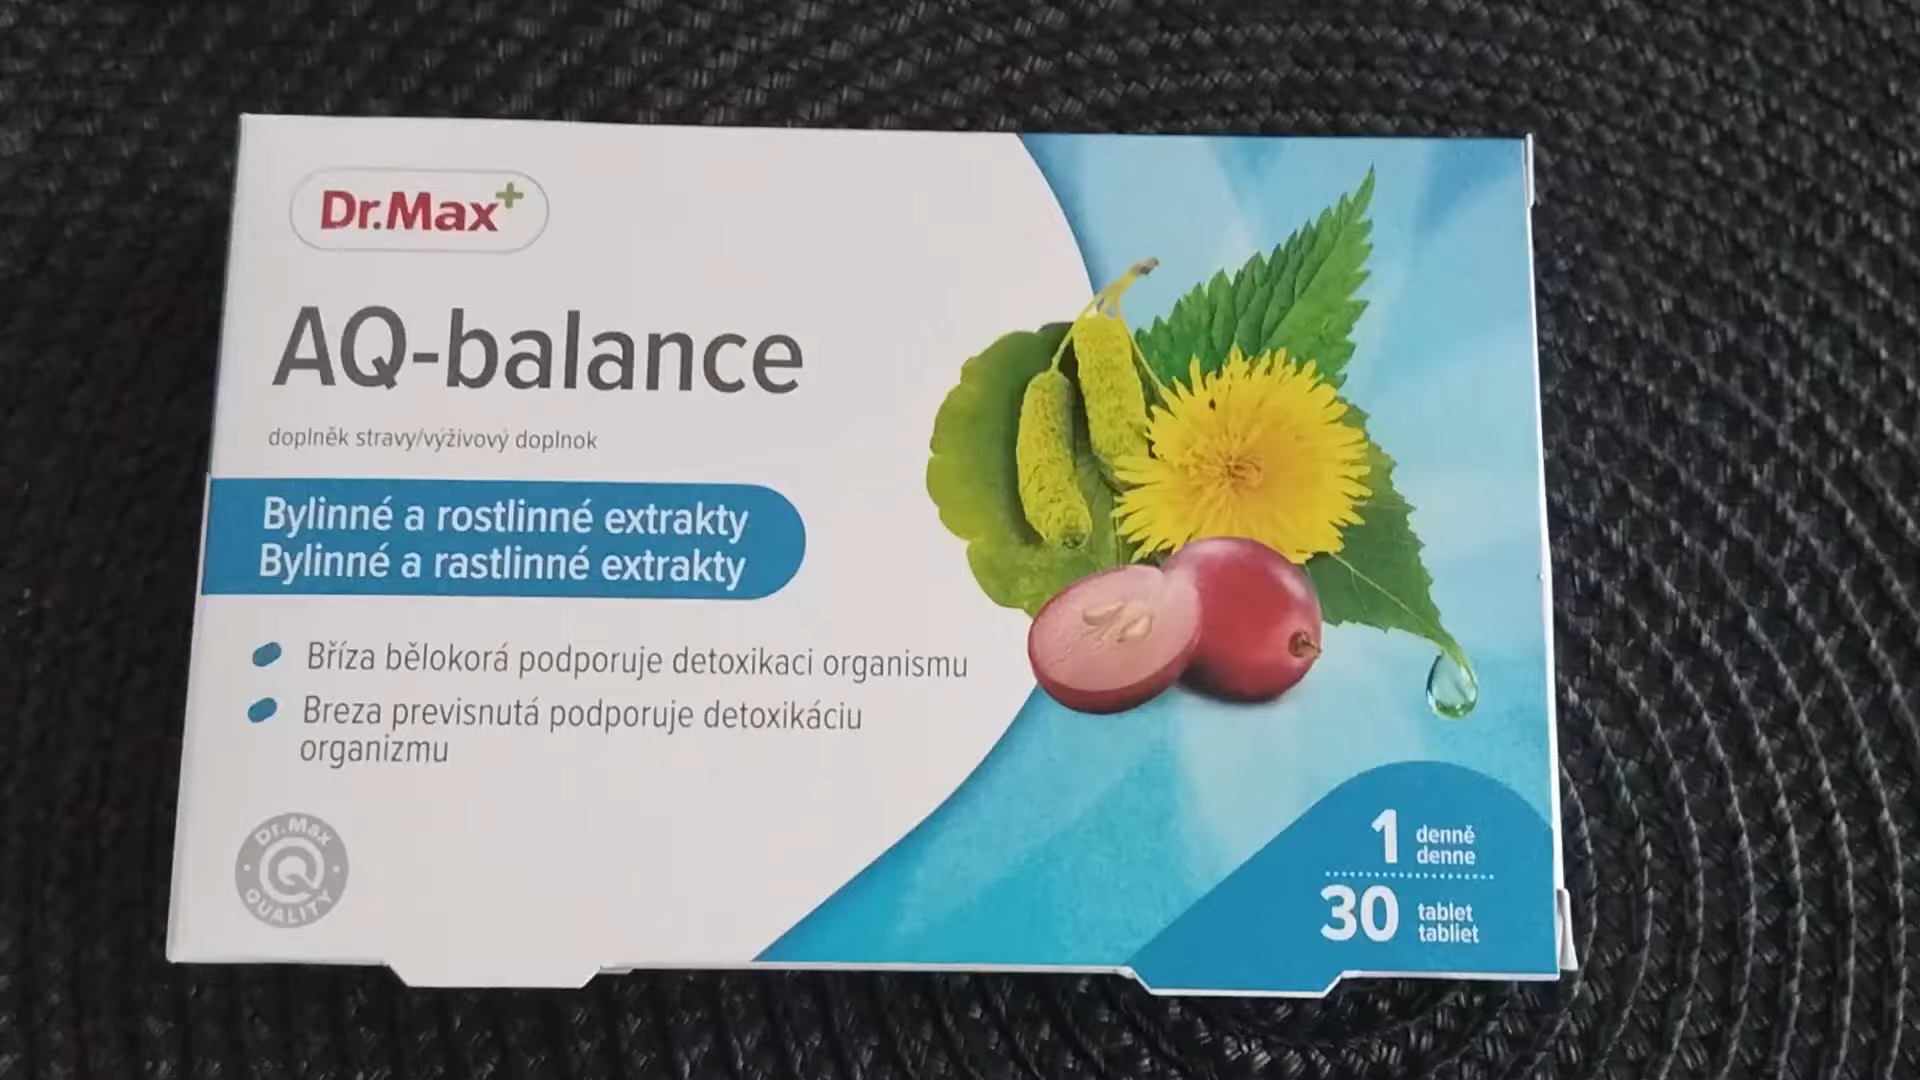 Dr.Max+
AQ-balance
doplněk stravy/výživový doplnok
Bylinné a rostlinné extrakty
Bylinné a rastlinné extrakty
Bříza bělokorá podporuje detoxikaci organismu
Breza previsnutá podporuje detoxikáciu
organizmu
Dr.Max
Q
QUALITY
1 denně
denne
30 tablet
tabliet